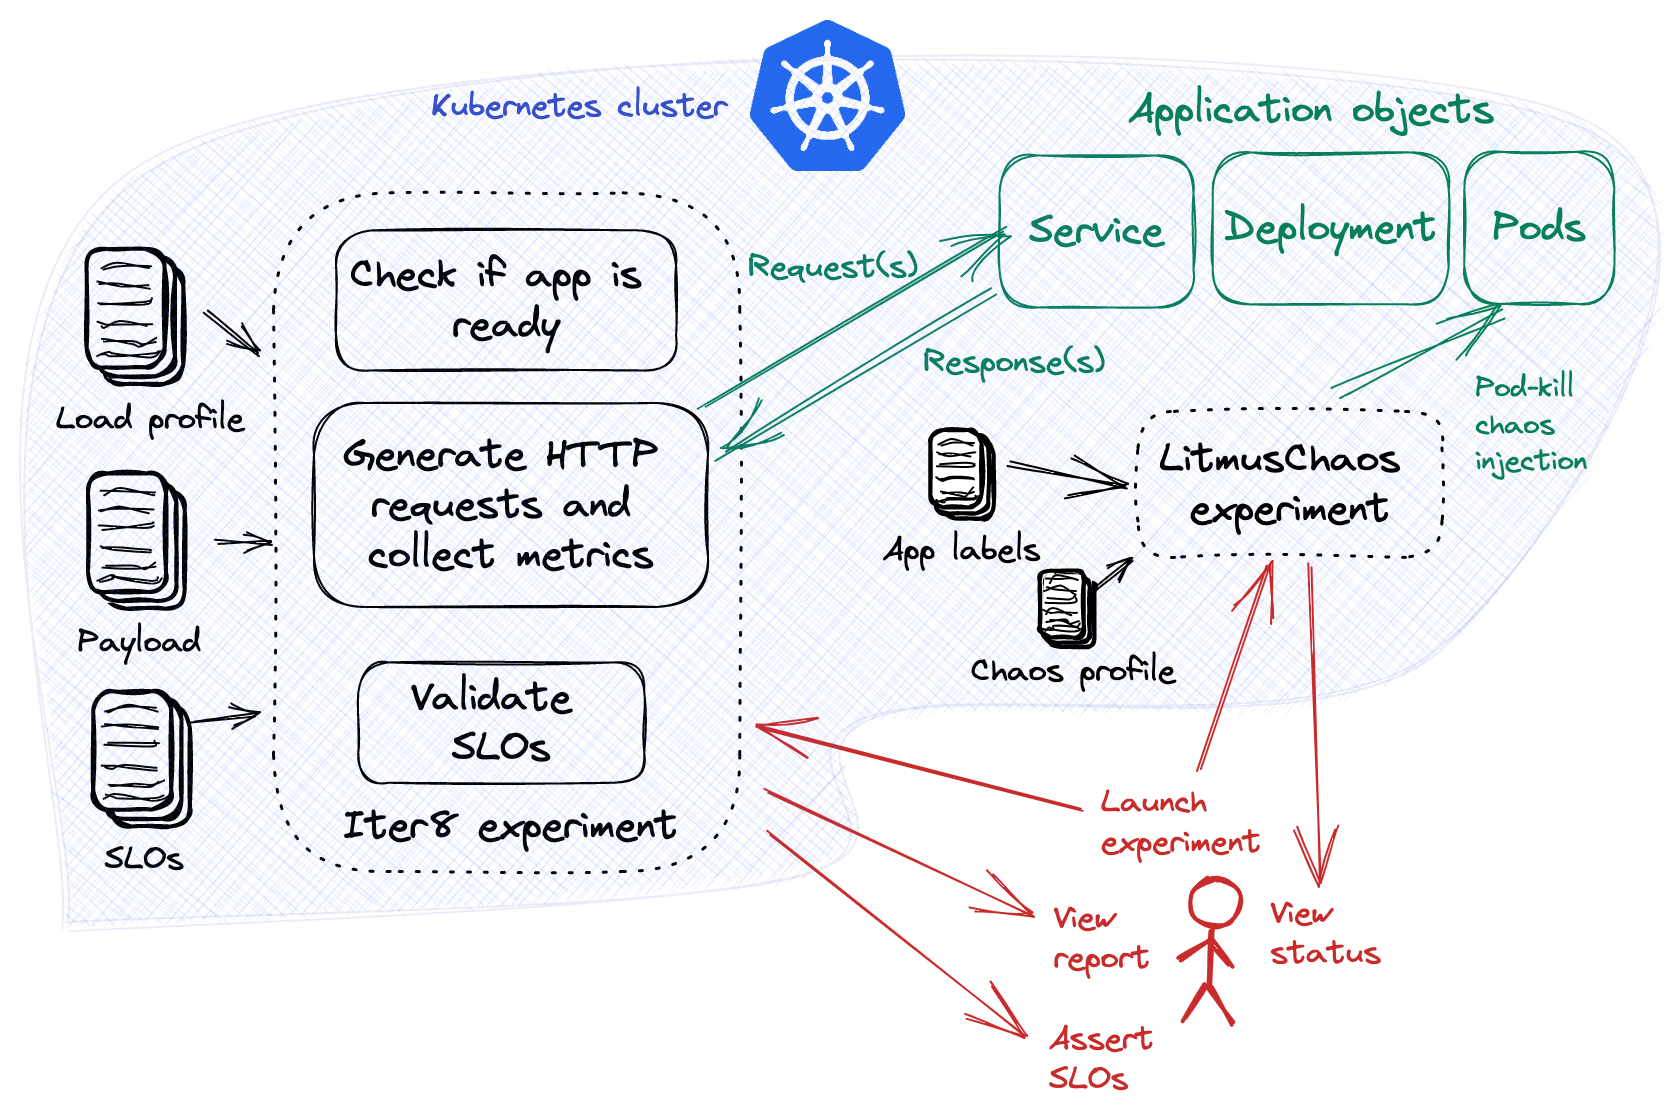 Kubernetes cluster
Application objects
Service
Deployment
Pods
Check if app is
ready
Request(s)
Response(s)
Load profile
Generate HTTP
requests and
collect metrics
Pod-kill
chaos
injection
LitmusChaos
experiment
App labels
Payload
Chaos profile
Validate
SLOs
Iter8 experiment
SLOs
Launch
experiment
View
report
View
status
Assert
SLOs